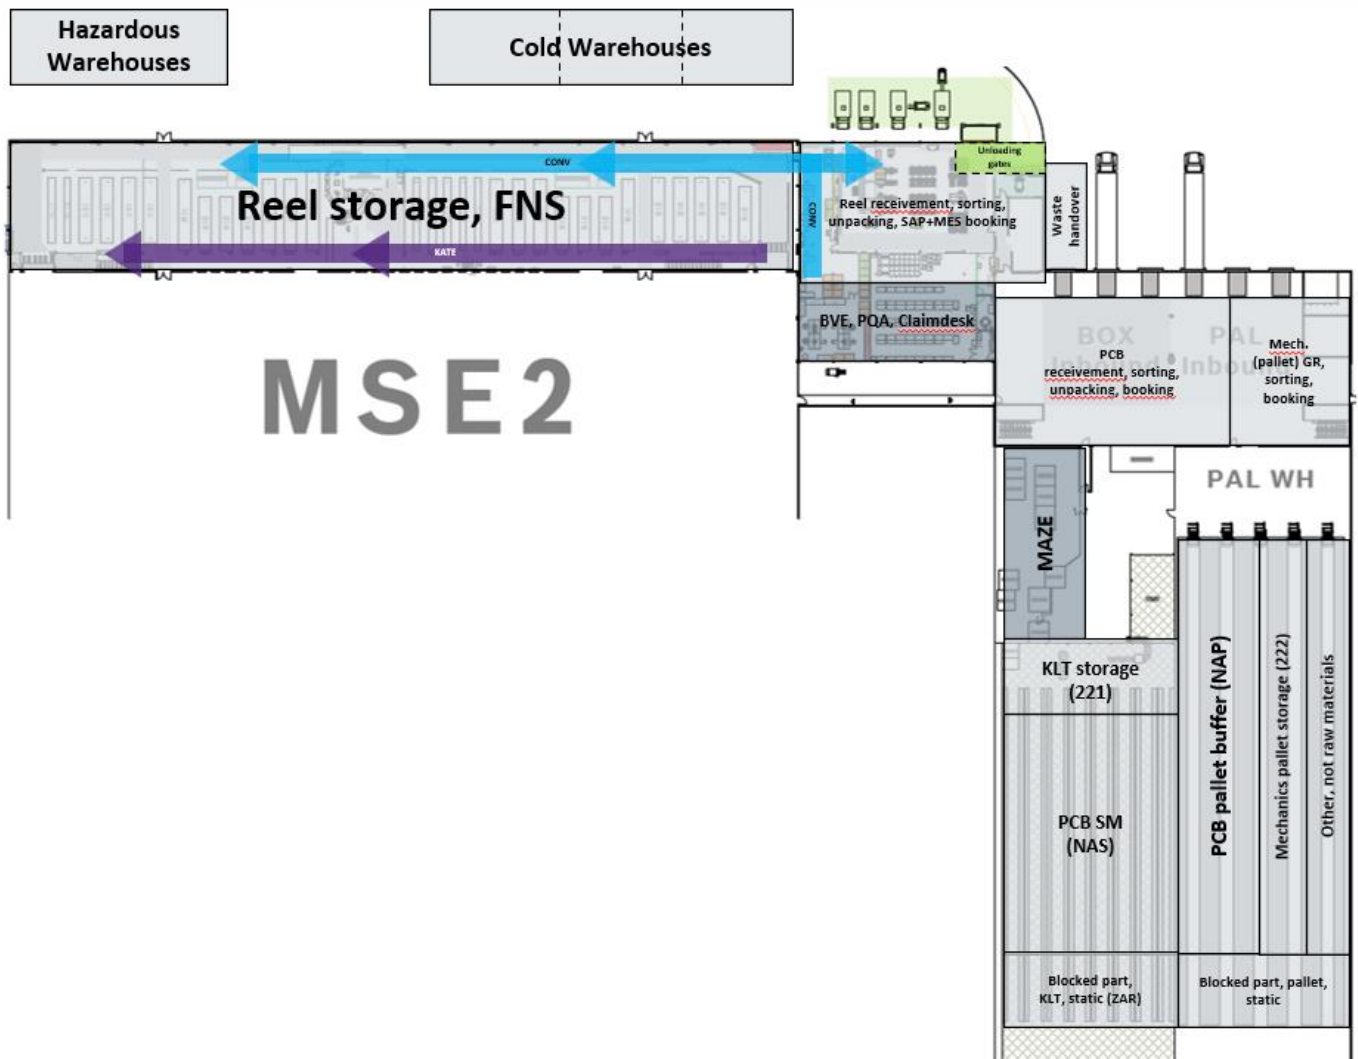 Hazardous
Warehouses
Cold Warehouses
Unloading
gates
CONV
Reel storage, FNS
CONV
Reel receivement, sorting,
unpacking, SAP+MES booking
Waste
handover
KATE
BVE, PQA, Claimdesk
MSE2
BOX
Inbound
PAL
Inbound
PCB
receivement, sorting,
unpacking, booking
Mech.
(pallet) GR,
sorting,
booking
PAL WH
MAZE
KLT storage
(221)
PCB pallet buffer (NAP)
Mechanics pallet storage (222)
Other, not raw materials
PCB SM
(NAS)
Blocked part,
KLT, static (ZAR)
Blocked part, pallet,
static